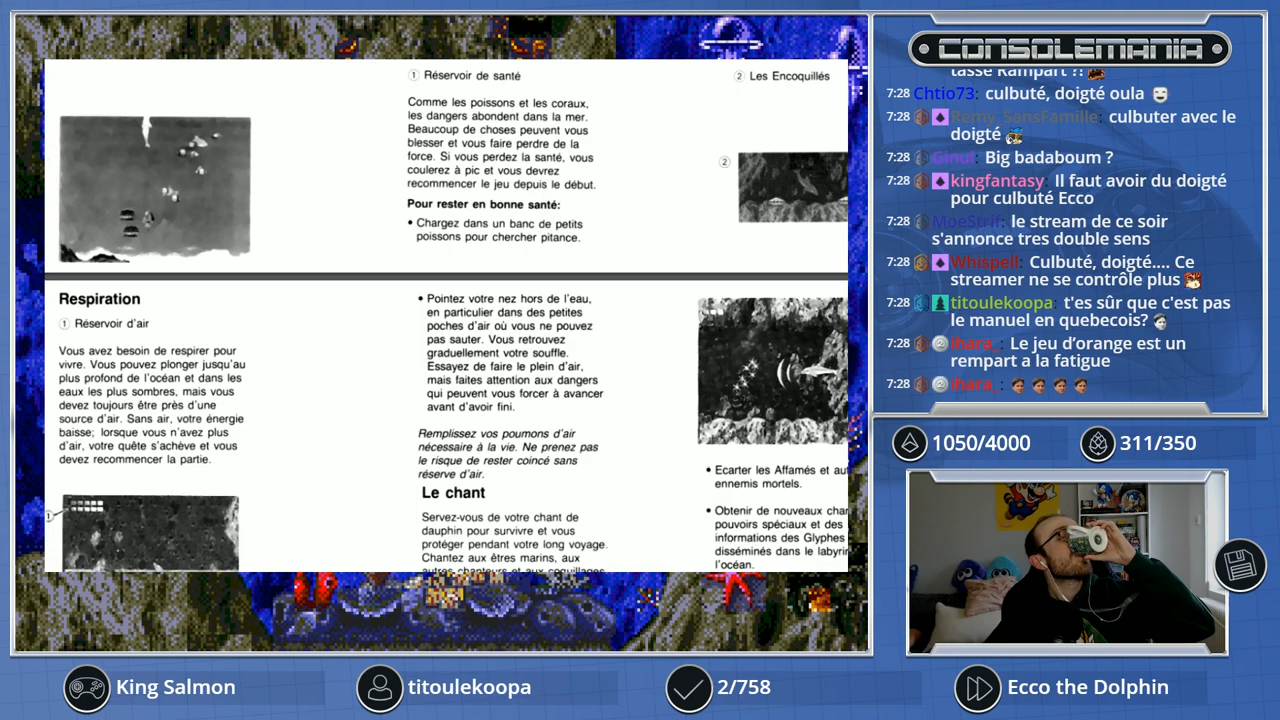 ① Réservoir de santé
Comme les poissons et les coraux,
les dangers abondent dans la mer.
Beaucoup de choses peuvent vous
blesser et vous faire perdre de la
force. Si vous perdez la santé, vous
coulerez à pic et vous devrez
recommencer le jeu depuis le début.
Pour rester en bonne santé:
• Chargez dans un banc de petits
poissons pour chercher pitance.
② Les Encoquillés
②
Respiration
① Réservoir d'air
Vous avez besoin de respirer pour
vivre. Vous pouvez plonger jusqu'au
plus profond de l'océan et dans les
eaux les plus sombres, mais vous
devez toujours être près d'une
source d'air. Sans air, votre énergie
baisse; lorsque vous n'avez plus
d'air, votre quête s'achève et vous
devez recommencer la partie.
①
• Pointez votre nez hors de l'eau,
en particulier dans des petites
poches d'air où vous ne pouvez
pas sauter. Vous retrouvez
graduellement votre souffle.
Essayez de faire le plein d'air,
mais faites attention aux dangers
qui peuvent vous forcer à avancer
avant d'avoir fini.
Remplissez vos poumons d'air
nécessaire à la vie. Ne prenez pas
le risque de rester coincé sans
réserve d'air.
Le chant
Servez-vous de votre chant de
dauphin pour survivre et vous
protéger pendant votre long voyage.
Chantez aux êtres marins, aux
autres chanteurs et aux coquillages
• Ecarter les Affamés et au
ennemis mortels.
• Obtenir de nouveaux char
pouvoirs spéciaux et des
informations des Glyphes
disséminés dans le labyrin
l'océan.
CONSOLEMANIA
tasse Rampart ?!
7:28 Chtio73: culbuté, doigté oula
7:28 Remy_SansFamille: culbuter avec le
doigté
7:28 Ginul: Big badaboum ?
7:28 kingfantasy: Il faut avoir du doigté
pour culbuté Ecco
7:28 MoeStrif: le stream de ce soir
s'annonce tres double sens
7:28 Whispell: Culbuté, doigté.... Ce
streamer ne se contrôle plus
7:28 titoulekoopa: t'es sûr que c'est pas
le manuel en quebecois?
7:28 ihara_: Le jeu d'orange est un
rempart a la fatigue
7:28 ihara_:
1050/4000
311/350
King Salmon
titoulekoopa
2/758
Ecco the Dolphin